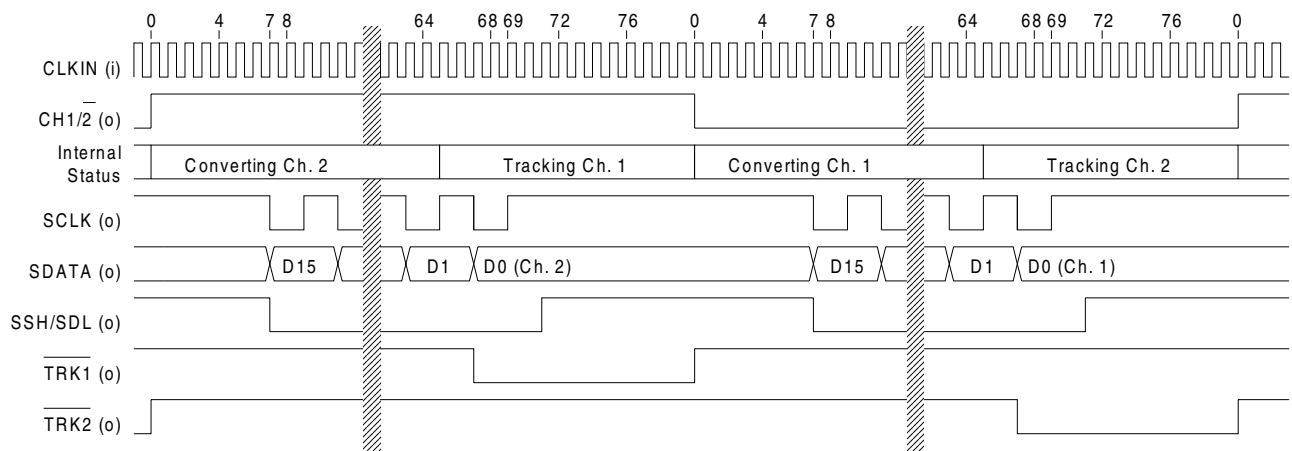 0 4 7 8 64 68 69 72 76 0 4 7 8 64 68 69 72 76 0
CLKIN (i)
CH1/2̅ (o)
Internal
Status
Converting Ch. 2 Tracking Ch. 1 Converting Ch. 1 Tracking Ch. 2
SCLK (o)
SDATA (o) D15 D1 D0 (Ch. 2) D15 D1 D0 (Ch. 1)
SSH/SDL (o)
T̅R̅K̅1̅ (o)
T̅R̅K̅2̅ (o)